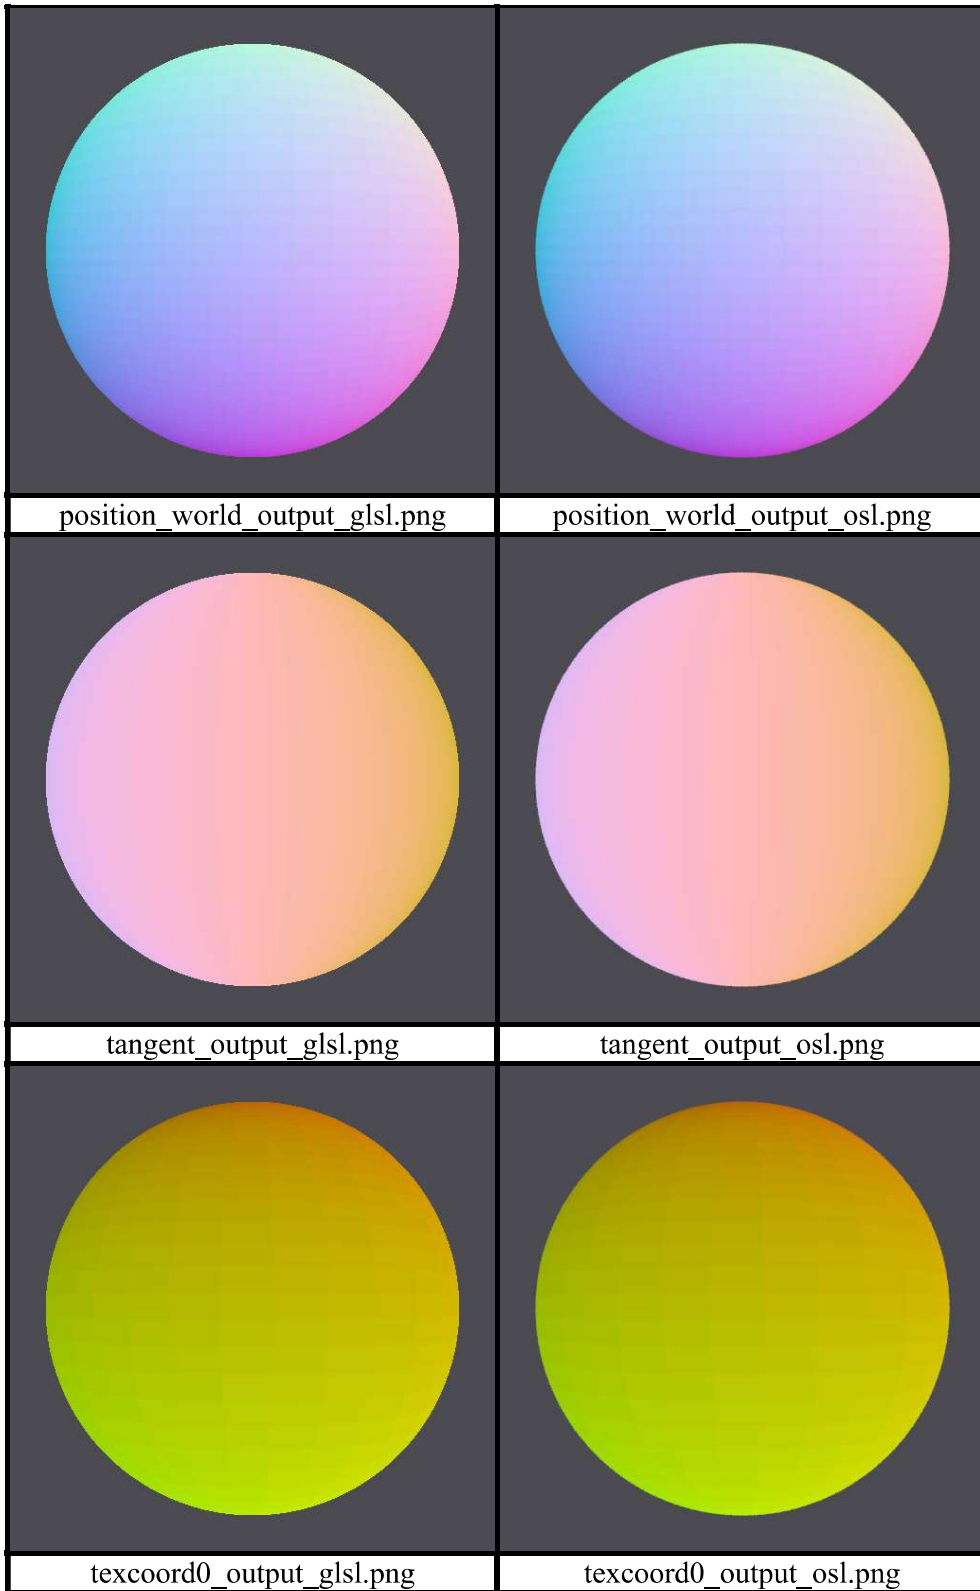 position_world_output_glsl.png
position_world_output_osl.png
tangent_output_glsl.png
tangent_output_osl.png
texcoord0_output_glsl.png
texcoord0_output_osl.png